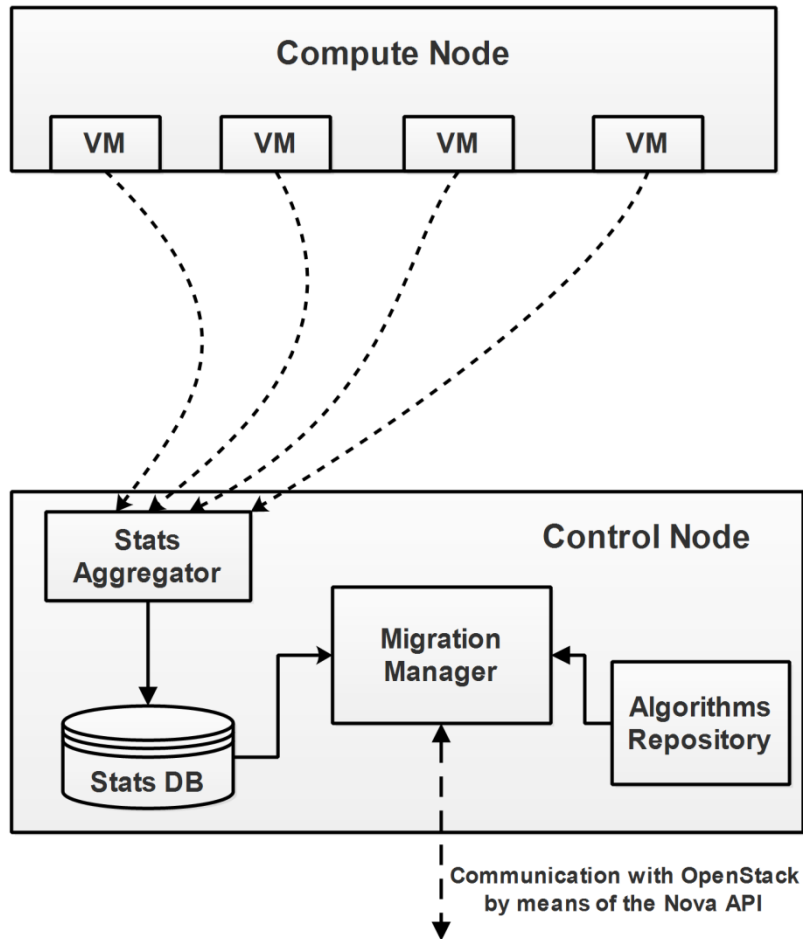 Compute Node
VM VM VM VM
Stats
Aggregator
Control Node
Migration
Manager
Algorithms
Repository
Stats DB
Communication with OpenStack
by means of the Nova API